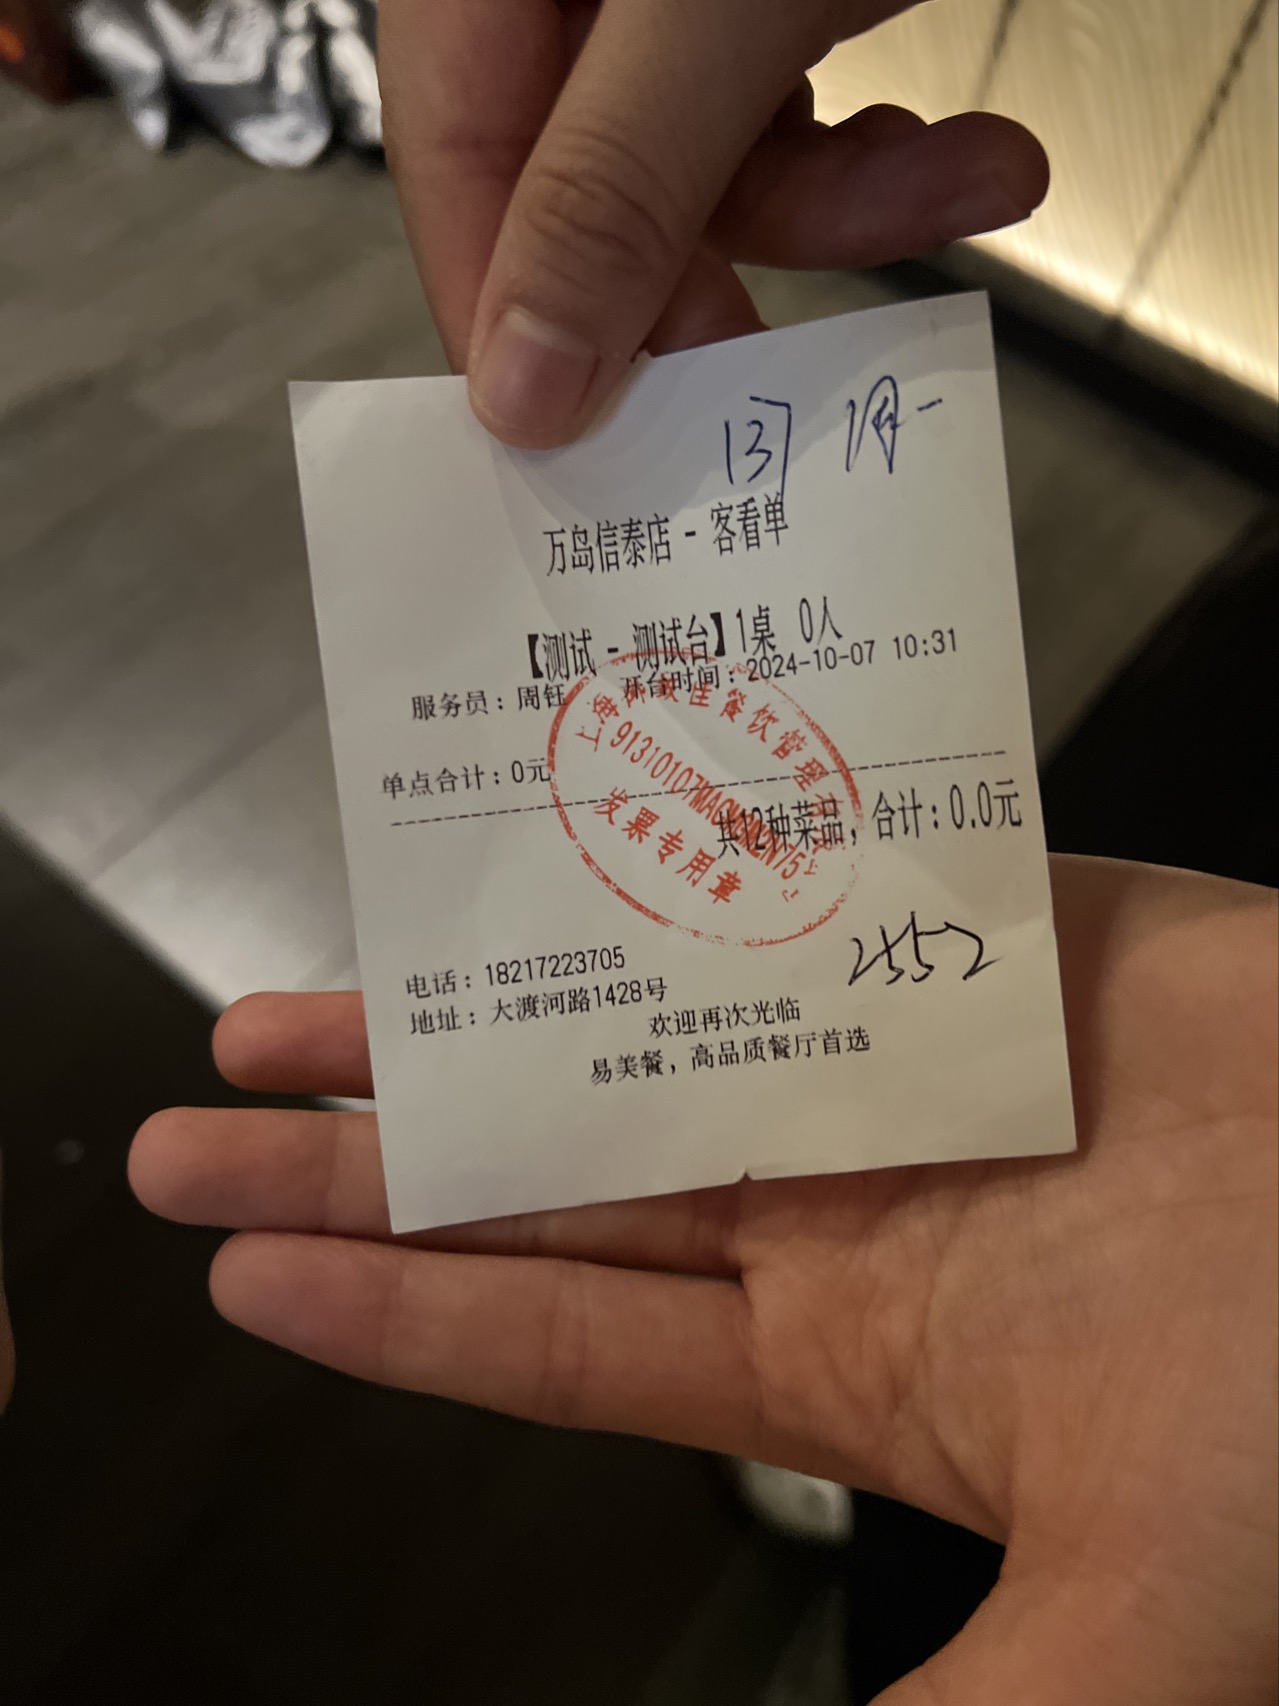 周一
万岛信泰店 - 客看单
【测试 - 测试台】1桌 0人
服务员：周钰 开台时间：2024-10-07 10:31
单点合计：0元
共12种菜品，合计：0.0元
发票专用章
2552
电话：18217223705
地址：大渡河路1428号
欢迎再次光临
易美餐，高品质餐厅首选